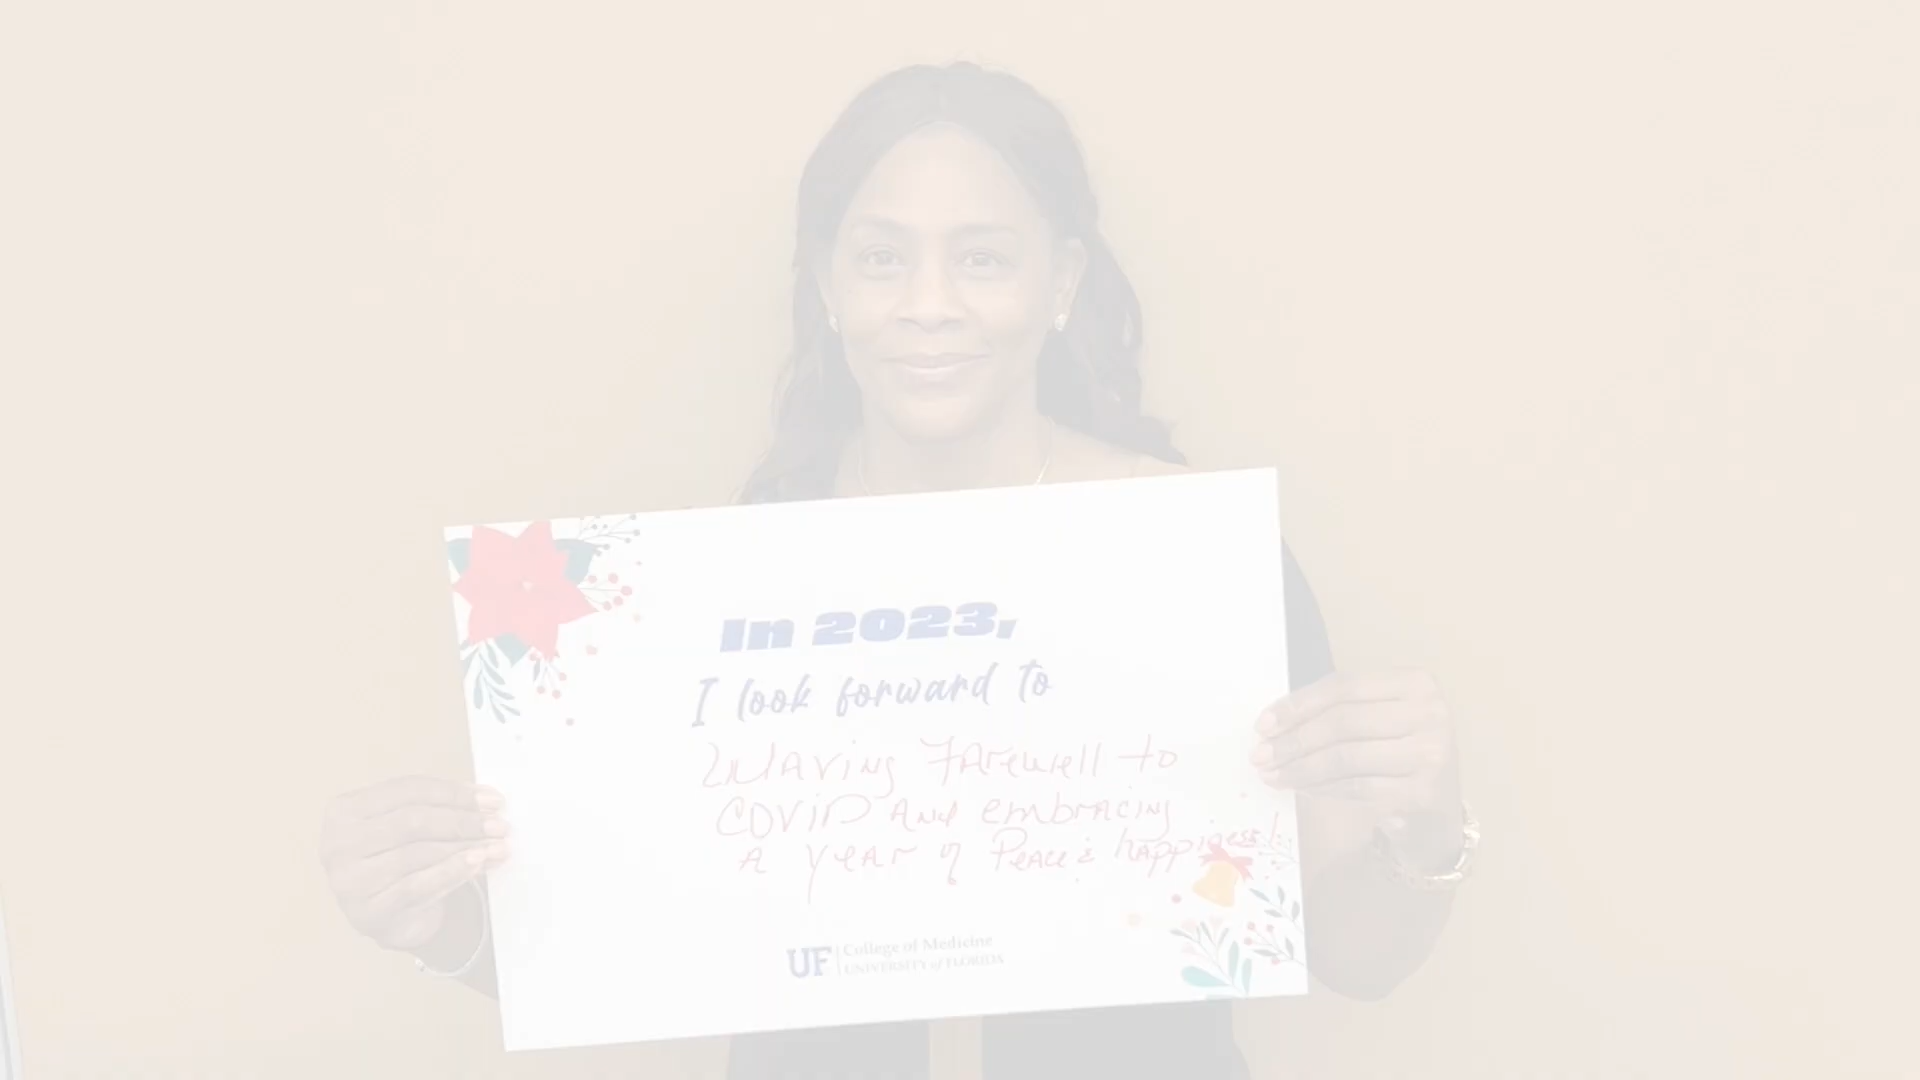 In 2023,
I look forward to
Waving Farewell to
COVID And embracing
A year of Peace & happiness!
UF College of Medicine
UNIVERSITY of FLORIDA